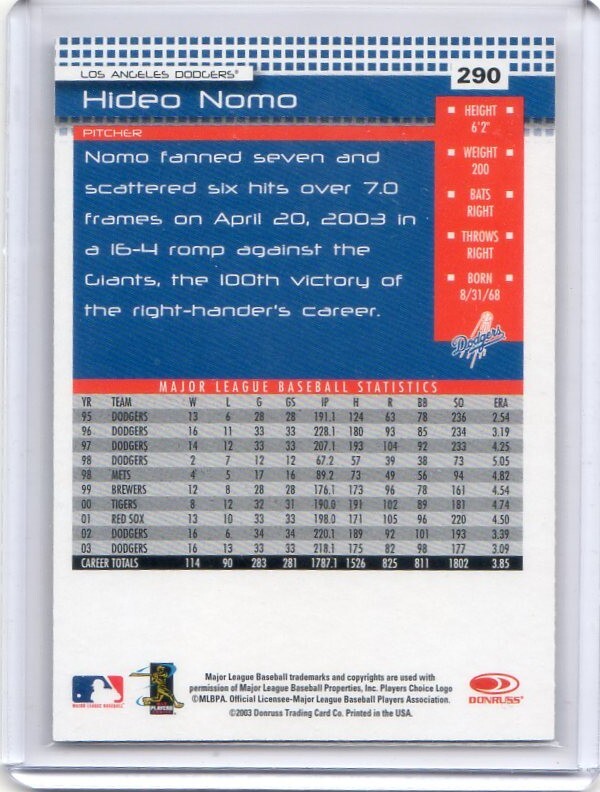 LOS ANGELES DODGERS®
290
Hideo Nomo
PITCHER
Nomo fanned seven and
scattered six hits over 7.0
frames on April 20, 2003 in
a 16-4 romp against the
Giants, the 100th victory of
the right-hander's career.
HEIGHT
6'2"
WEIGHT
200
BATS
RIGHT
THROWS
RIGHT
BORN
8/31/68
Dodgers
MAJOR LEAGUE BASEBALL STATISTICS
YR TEAM W L G GS IP H R BB SO ERA
95 DODGERS 13 6 28 28 191.1 124 63 78 236 2.54
96 DODGERS 16 11 33 33 228.1 180 93 85 234 3.19
97 DODGERS 14 12 33 33 207.1 193 104 92 233 4.25
98 DODGERS 2 7 12 12 67.2 57 39 38 73 5.05
98 METS 4 5 17 16 89.2 73 49 56 94 4.82
99 BREWERS 12 8 28 28 176.1 173 96 78 161 4.54
00 TIGERS 8 12 32 31 190.0 191 102 89 181 4.74
01 RED SOX 13 10 33 33 198.0 171 105 96 220 4.50
02 DODGERS 16 6 34 34 220.1 189 92 101 193 3.39
03 DODGERS 16 13 33 33 218.1 175 82 98 177 3.09
CAREER TOTALS 114 90 283 281 1787.1 1526 825 811 1802 3.85
MAJOR LEAGUE BASEBALL
PLAYERS
Major League Baseball trademarks and copyrights are used with
permission of Major League Baseball Properties, Inc. Players Choice Logo
©MLBPA. Official Licensee-Major League Baseball Players Association.
©2003 Donruss Trading Card Co. Printed in the USA.
DONRUSS®